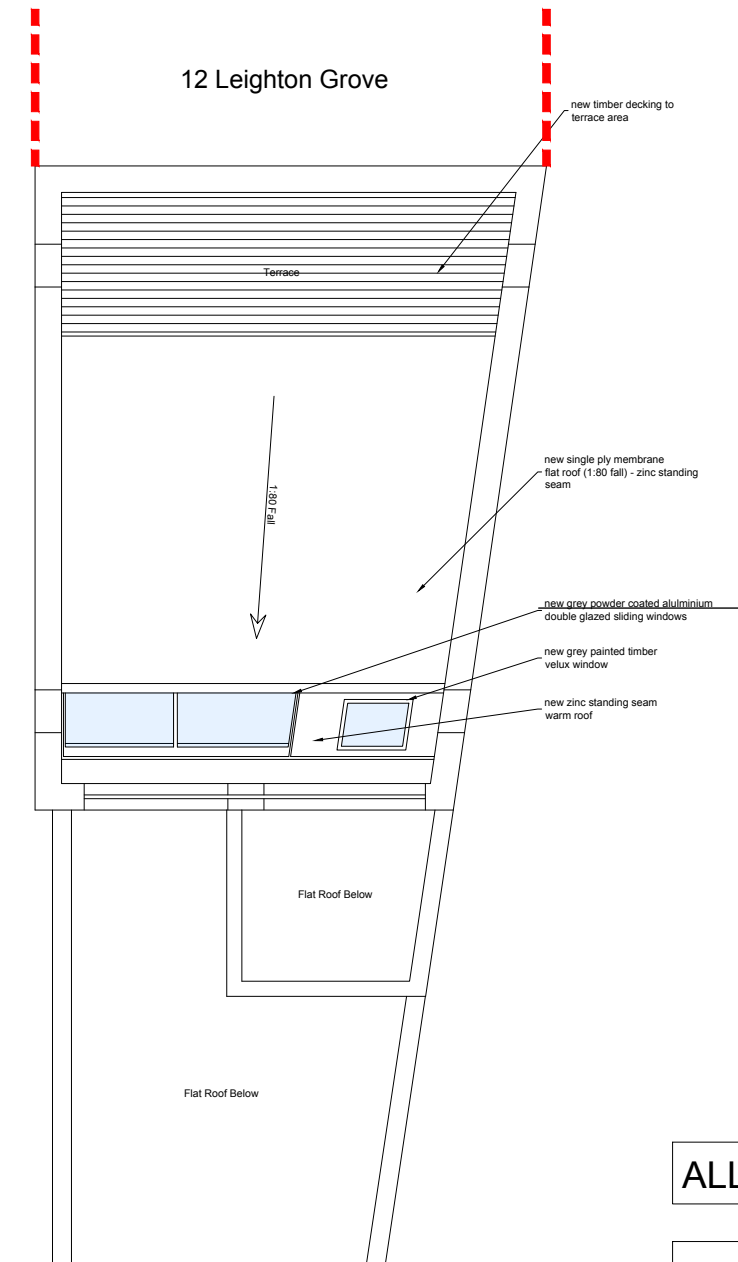 12 Leighton Grove
new timber decking to
terrace area
Terrace
1:80 Fall
new single ply membrane
flat roof (1:80 fall) - zinc standing
seam
new grey powder coated alulminium
double glazed sliding windows
new grey painted timber
velux window
new zinc standing seam
warm roof
Flat Roof Below
Flat Roof Below
ALL